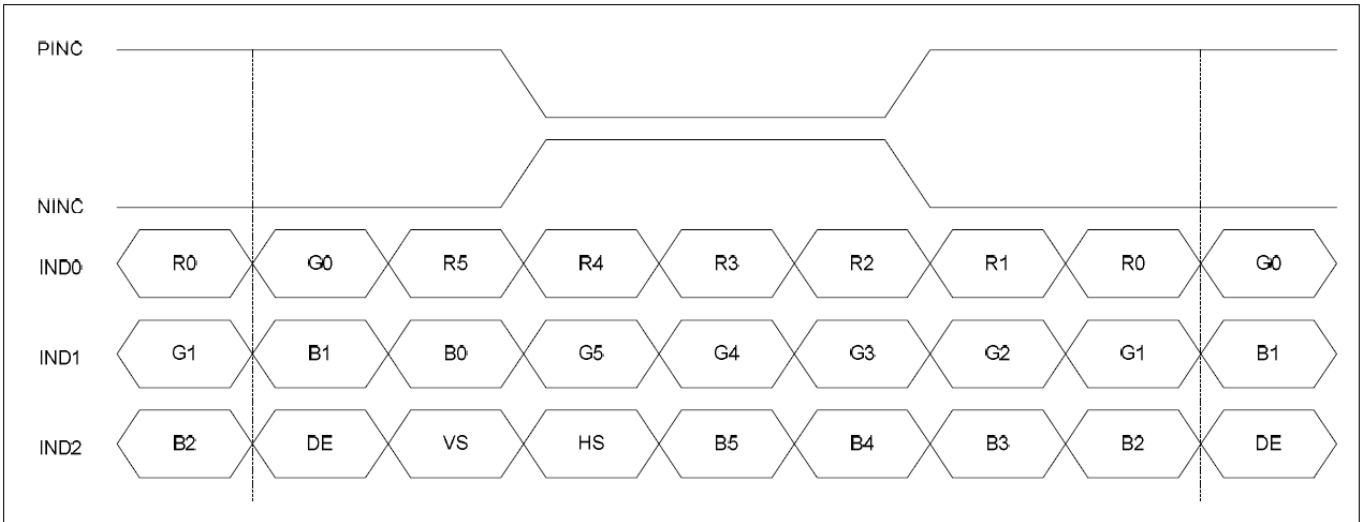 PINC
NINC
IND0 R0 G0 R5 R4 R3 R2 R1 R0 G0
IND1 G1 B1 B0 G5 G4 G3 G2 G1 B1
IND2 B2 DE VS HS B5 B4 B3 B2 DE